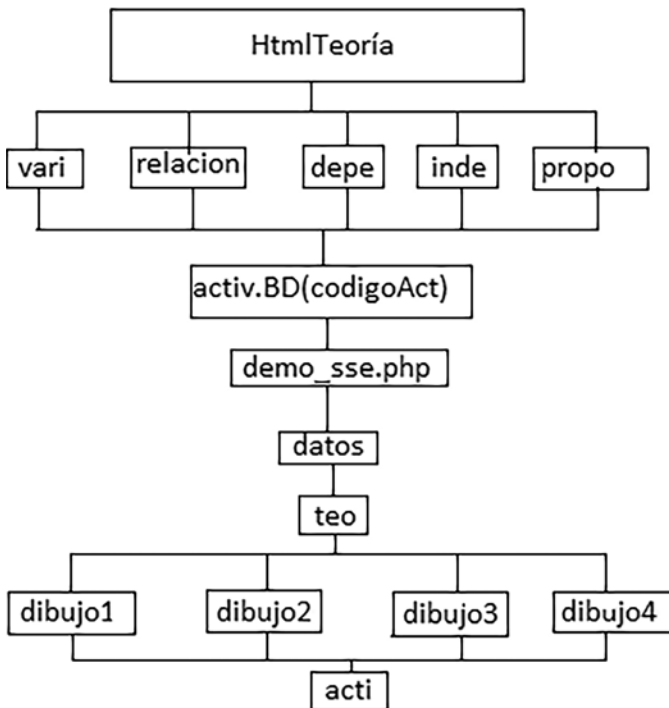 HtmlTeoría
vari
relacion
depe
inde
propo
activ.BD(codigoAct)
demo_sse.php
datos
teo
dibujo1
dibujo2
dibujo3
dibujo4
acti